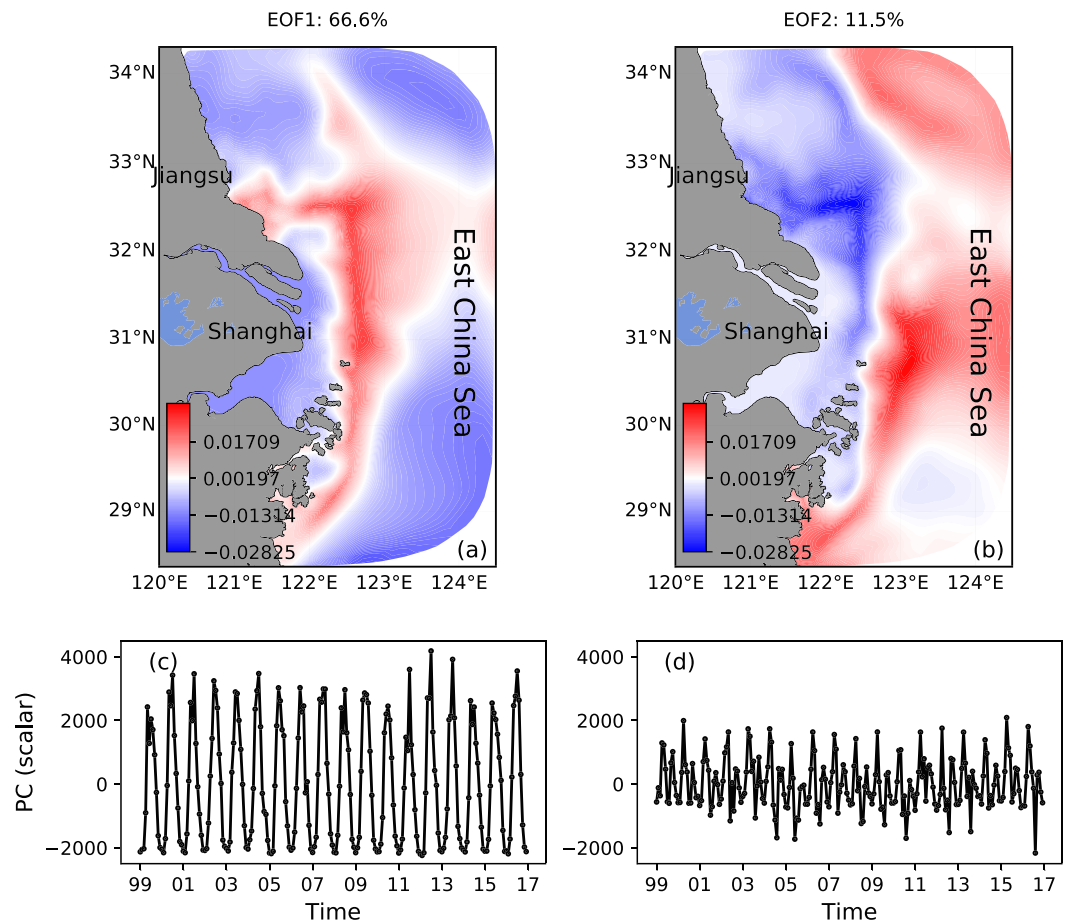 EOF1: 66.6%
EOF2: 11.5%
34°N
33°N
32°N
31°N
30°N
29°N
Jiangsu
Shanghai
East China Sea
0.01709
0.00197
−0.01314
−0.02825
(a)
120°E 121°E 122°E 123°E 124°E
34°N
33°N
32°N
31°N
30°N
29°N
Jiangsu
Shanghai
East China Sea
0.01709
0.00197
−0.01314
−0.02825
(b)
120°E 121°E 122°E 123°E 124°E
PC (scalar)
4000
2000
0
−2000
(c)
99 01 03 05 07 09 11 13 15 17
Time
4000
2000
0
−2000
(d)
99 01 03 05 07 09 11 13 15 17
Time